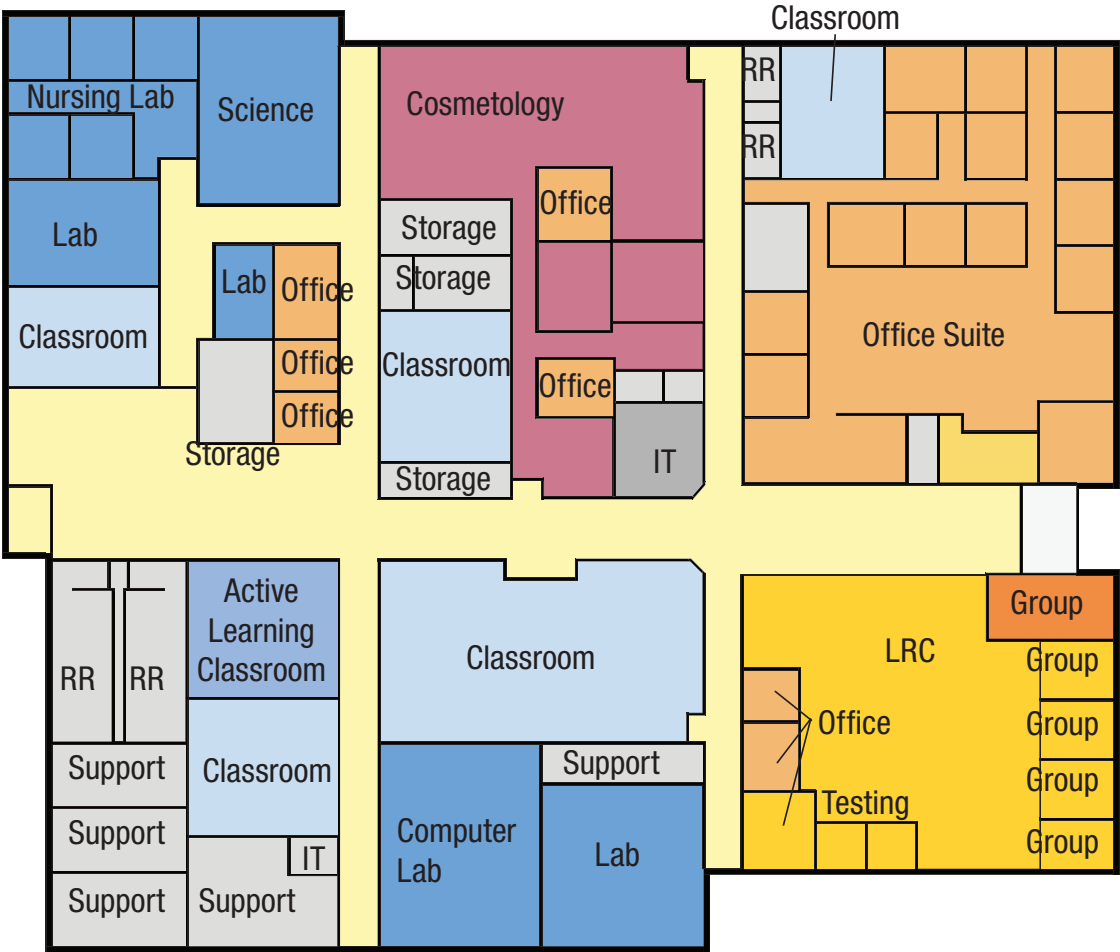 Classroom
RR
Nursing Lab
Science
Cosmetology
RR
Office
Storage
Lab
Storage
Lab
Office
Classroom
Office Suite
Office
Classroom
Office
Office
Storage
IT
Storage
Active
Learning
Classroom
Group
Classroom
LRC
Group
RR
RR
Office
Group
Support
Classroom
Support
Group
Testing
Support
Computer
Lab
Group
IT
Lab
Support
Support